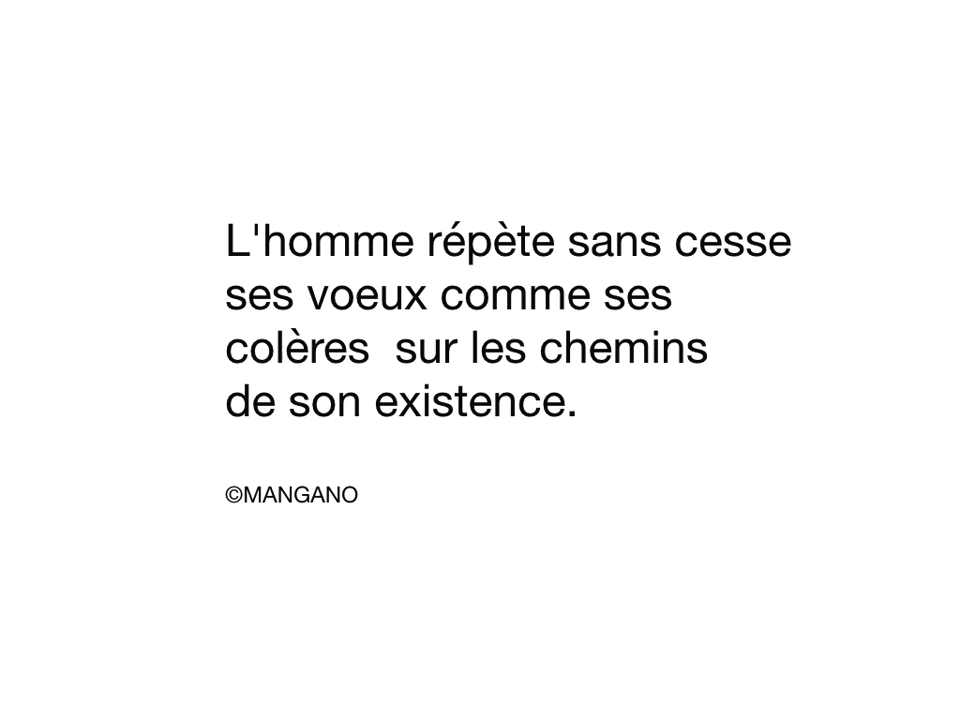 L'homme répète sans cesse
ses voeux comme ses
colères  sur les chemins
de son existence.
©MANGANO